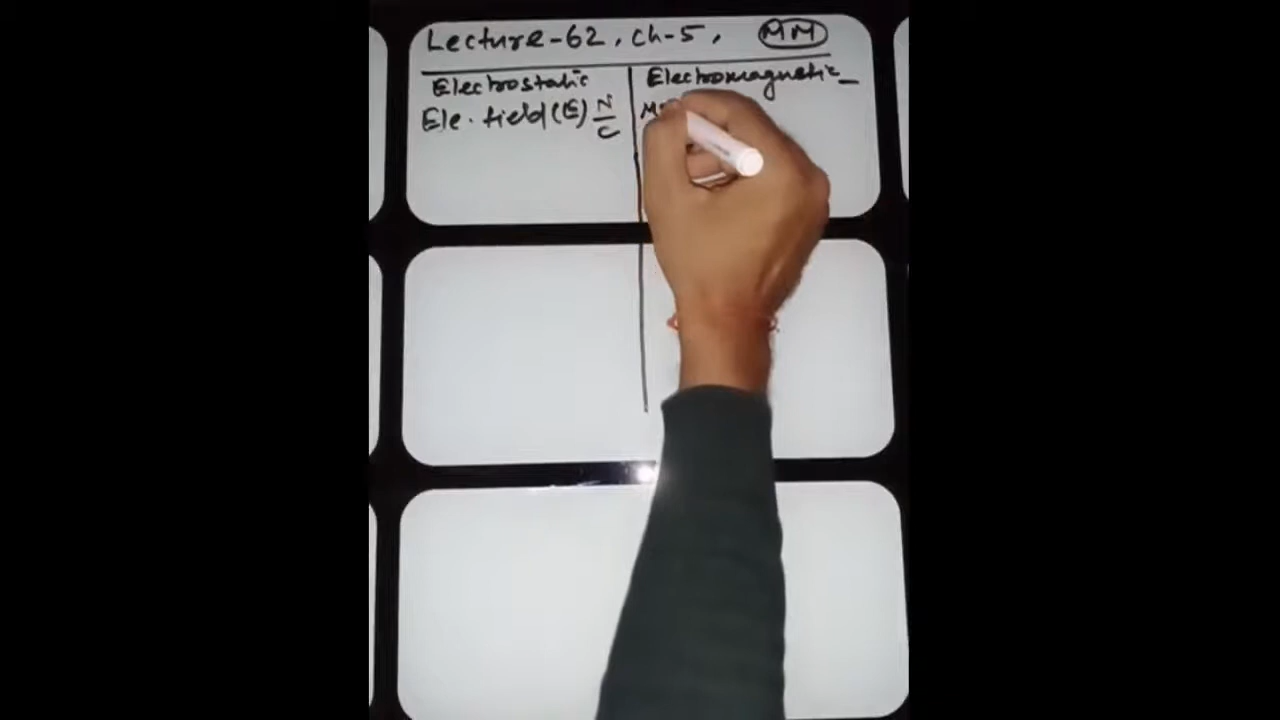 Lecture-62, ch-5, MM
Electrostatic
Electromagnetic
Ele. field (E) N/C